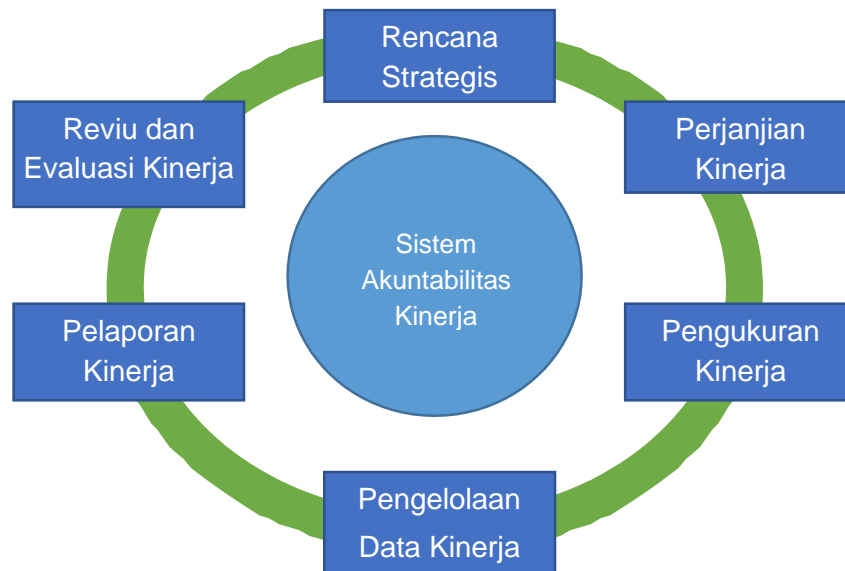 Rencana
Strategis
Perjanjian
Kinerja
Pengukuran
Kinerja
Pengelolaan
Data Kinerja
Pelaporan
Kinerja
Reviu dan
Evaluasi Kinerja
Sistem
Akuntabilitas
Kinerja